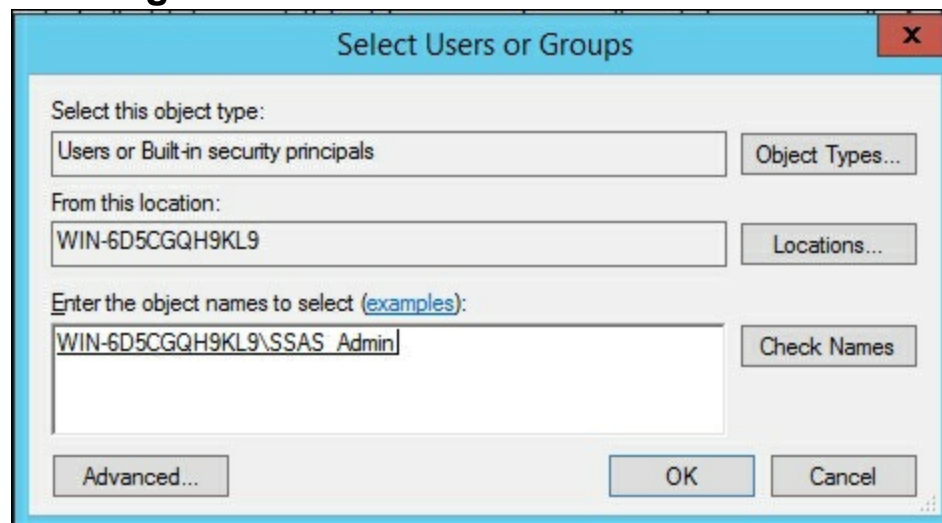 Select Users or Groups
x
Select this object type:
Users or Built-in security principals
Object Types...
From this location:
WIN-6D5CGQH9KL9
Locations...
Enter the object names to select (examples):
WIN-6D5CGQH9KL9\SSAS_Admin
Check Names
Advanced...
OK
Cancel